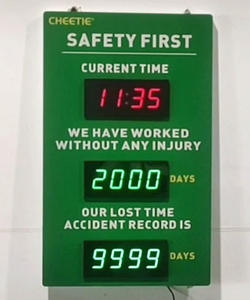 CHEETIE®
SAFETY FIRST
CURRENT TIME
11:35
WE HAVE WORKED
WITHOUT ANY INJURY
2000 DAYS
OUR LOST TIME
ACCIDENT RECORD IS
9999 DAYS